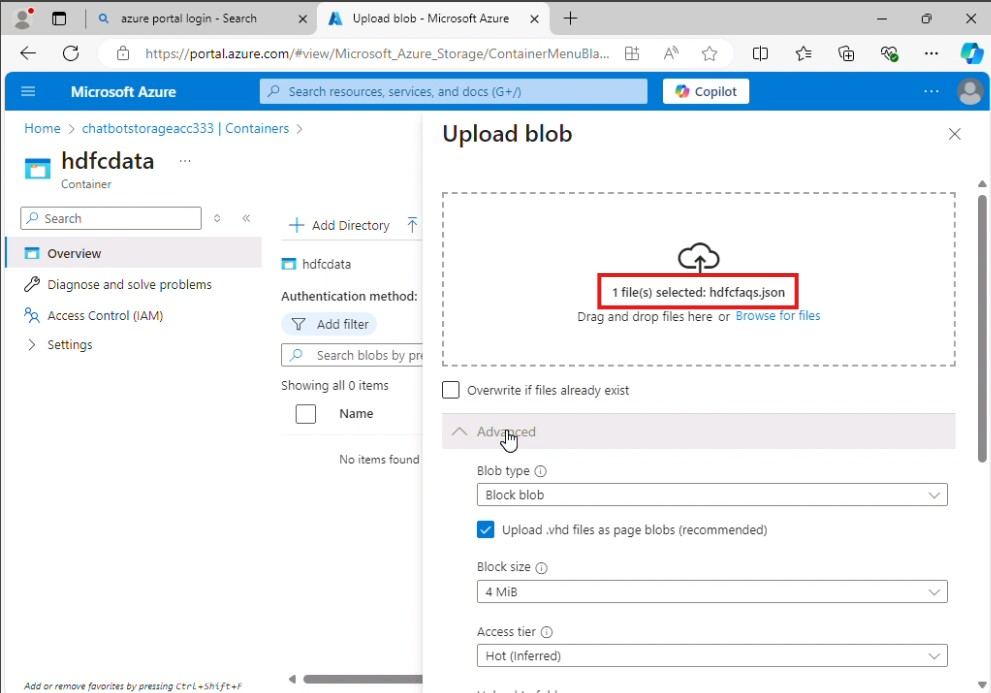 azure portal login - Search
Upload blob - Microsoft Azure
https://portal.azure.com/#view/Microsoft_Azure_Storage/ContainerMenuBla...
Microsoft Azure
Search resources, services, and docs (G+/)
Copilot
Home > chatbotstorageacc333 | Containers >
hdfcdata
Container
Search
Overview
Diagnose and solve problems
Access Control (IAM)
Settings
Add or remove favorites by pressing Ctrl+Shift+F
Add Directory
hdfcdata
Authentication method:
Add filter
Search blobs by pre
Showing all 0 items
Name
No items found
Upload blob
1 file(s) selected: hdfcfaqs.json
Drag and drop files here or Browse for files
Overwrite if files already exist
Advanced
Blob type
Block blob
Upload .vhd files as page blobs (recommended)
Block size
4 MiB
Access tier
Hot (Inferred)